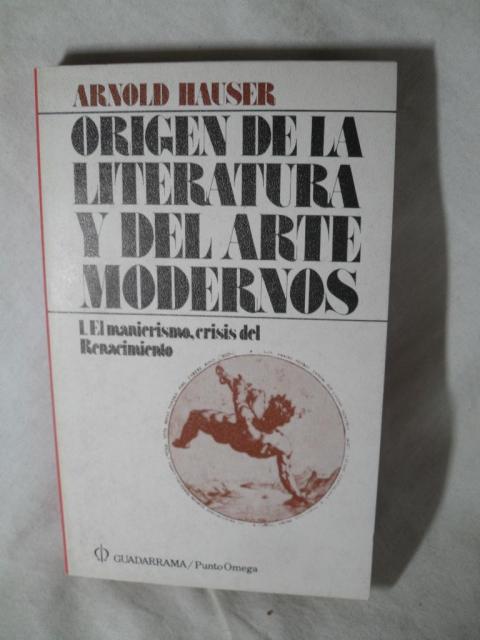 ARNOLD HAUSER
ORIGEN DE LA
LITERATURA
Y DEL ARTE
MODERNOS
1. El manierismo, crisis del
Renacimiento
GUADARRAMA / Punto Omega